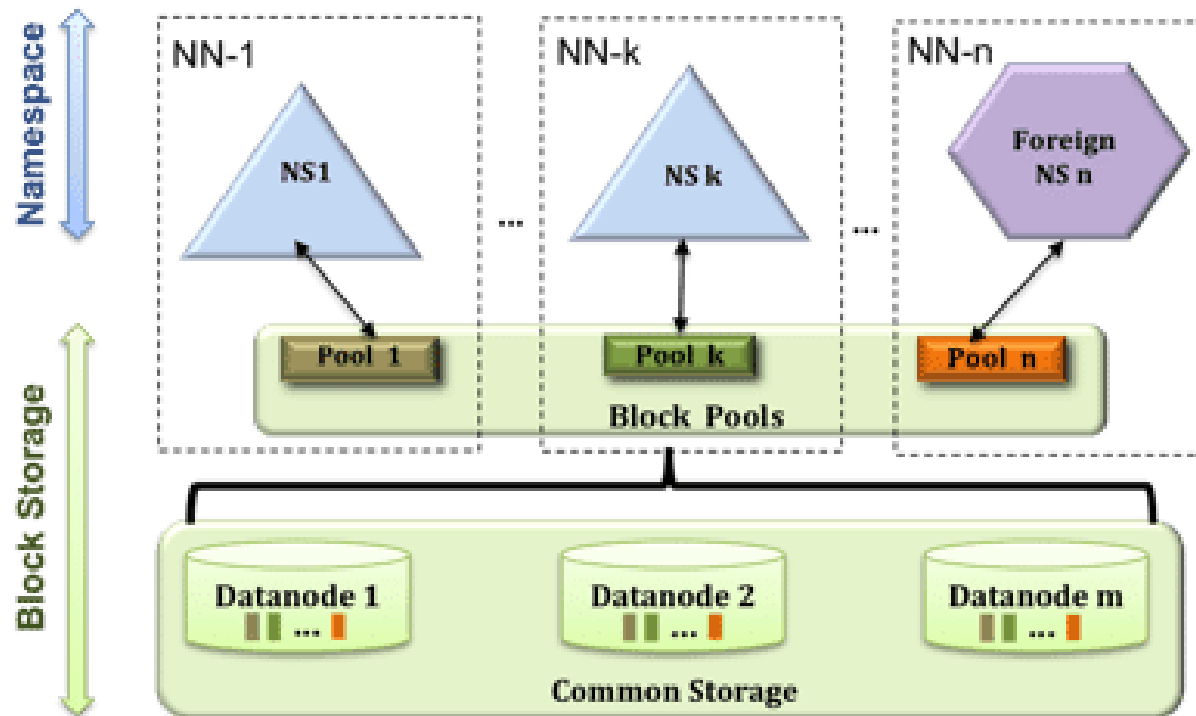 Namespace
NN-1
NN-k
NN-n
NS1
NS k
Foreign
NS n
...
...
Pool 1
Pool k
Pool n
Block Pools
Block Storage
Datanode 1
...
Datanode 2
...
Datanode m
...
Common Storage